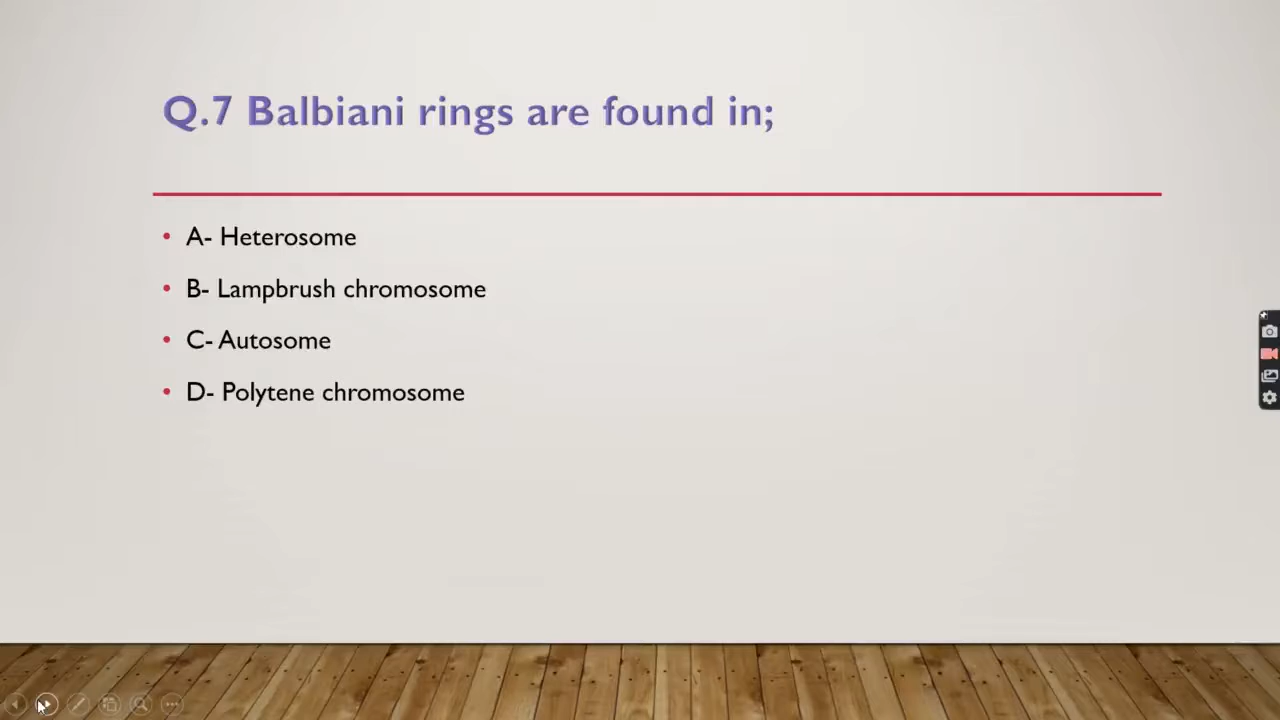 Q.7 Balbiani rings are found in;
• A- Heterosome
• B- Lampbrush chromosome
• C- Autosome
• D- Polytene chromosome